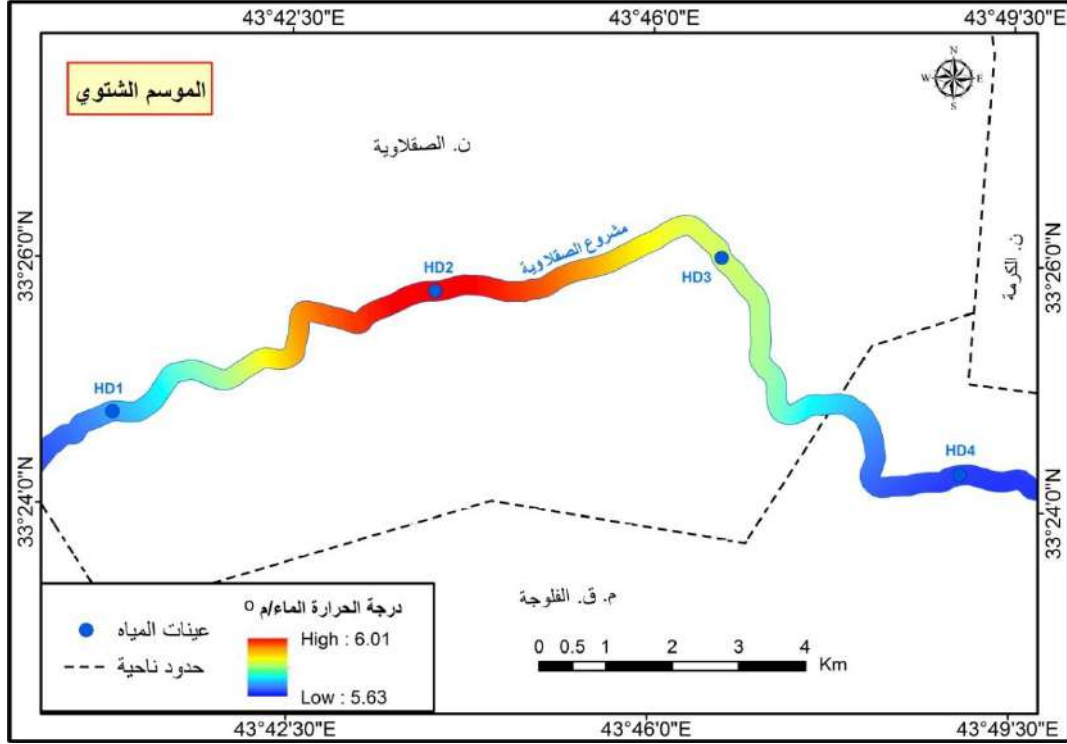 43°42'30"E
43°46'0"E
43°49'30"E
الموسم الشتوي
N
W
E
S
ن. الصقلاوية
33°26'0"N
33°26'0"N
مشروع الصقلاوية
ن. الكرمة
HD1
HD2
HD3
HD4
33°24'0"N
33°24'0"N
م. ق. الفلوجة
عينات المياه
حدود ناحية
درجة الحرارة الماء/م o
High : 6.01
Low : 5.63
0 0.5 1 2 3 4
Km
43°42'30"E
43°46'0"E
43°49'30"E